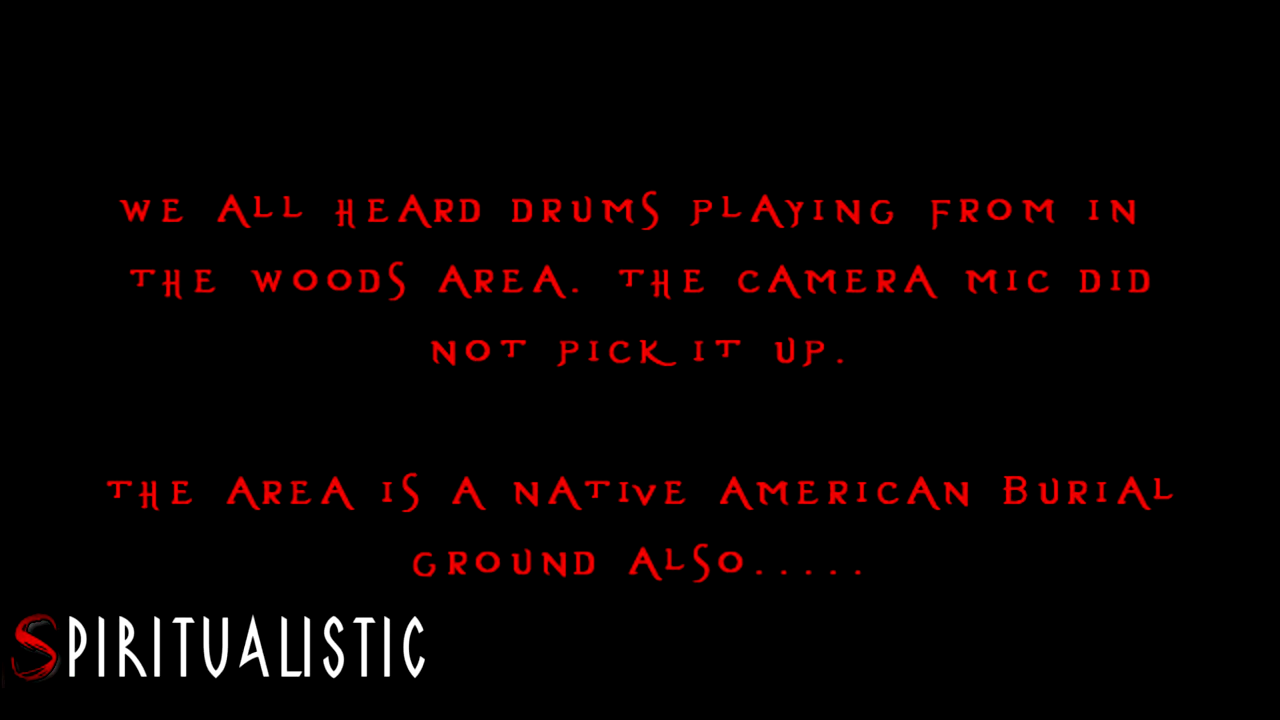 WE ALL HEARD DRUMS PLAYING FROM IN
THE WOODS AREA. THE CAMERA MIC DID
NOT PICK IT UP.
THE AREA IS A NATIVE AMERICAN BURIAL
GROUND ALSO.....
SPIRITUALISTIC